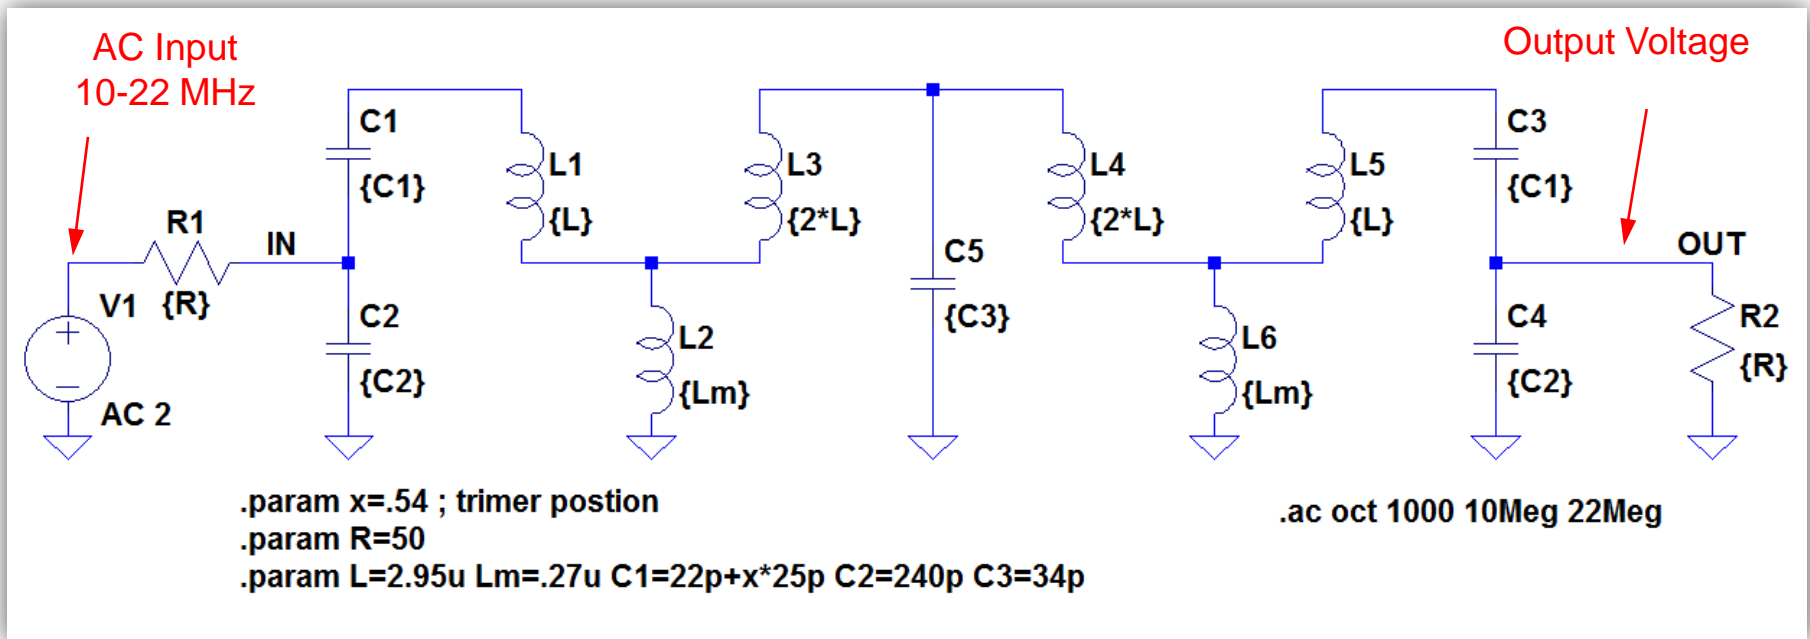 AC Input
10-22 MHz
Output Voltage
C1
{C1}
L1
{L}
L3
{2*L}
L4
{2*L}
L5
{L}
C3
{C1}
R1
{R}
IN
OUT
V1
AC 2
C2
{C2}
L2
{Lm}
C5
{C3}
L6
{Lm}
C4
{C2}
R2
{R}
.param x=.54 ; trimer postion
.param R=50
.param L=2.95u Lm=.27u C1=22p+x*25p C2=240p C3=34p
.ac oct 1000 10Meg 22Meg